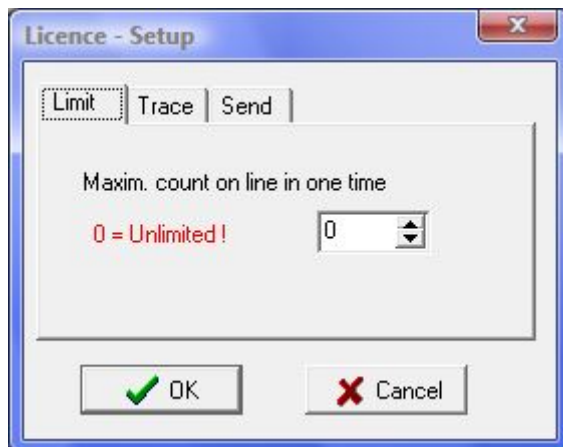 Licence - Setup
Limit Trace Send
Maxim. count on line in one time
0 = Unlimited ! 0
OK Cancel